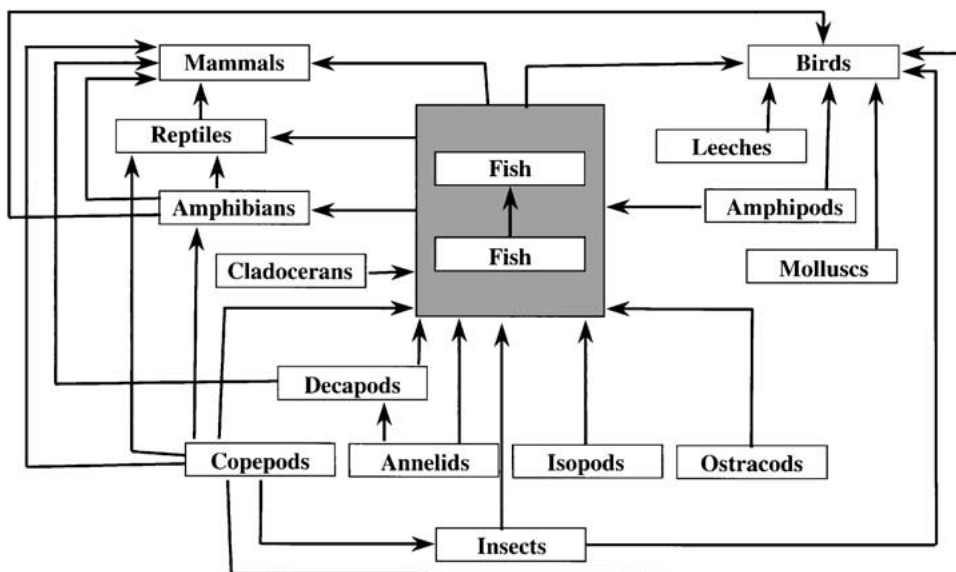 Mammals
Birds
Reptiles
Leeches
Fish
Amphibians
Amphipods
Fish
Cladocerans
Molluscs
Decapods
Copepods
Annelids
Isopods
Ostracods
Insects